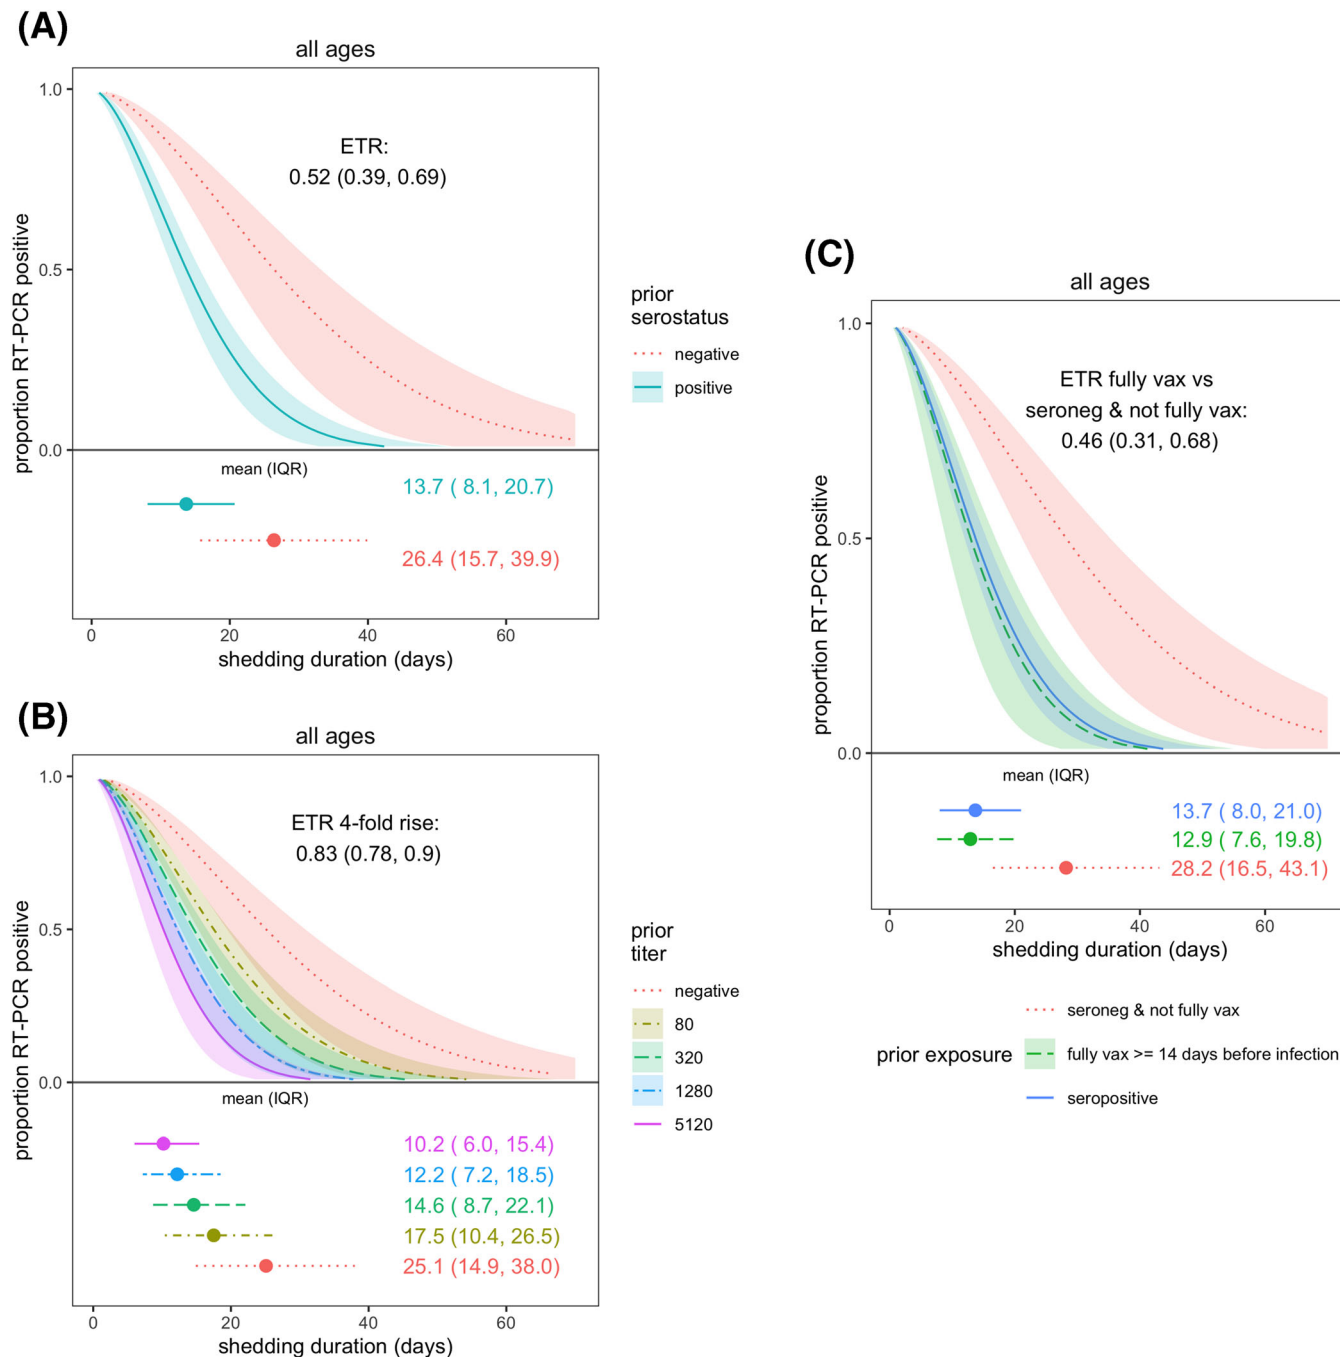 (A)
all ages
proportion RT-PCR positive
1.0
0.5
0.0
ETR:
0.52 (0.39, 0.69)
mean (IQR)
13.7 ( 8.1, 20.7)
26.4 (15.7, 39.9)
0 20 40 60
shedding duration (days)
prior
serostatus
negative
positive
(B)
all ages
proportion RT-PCR positive
1.0
0.5
0.0
ETR 4-fold rise:
0.83 (0.78, 0.9)
mean (IQR)
10.2 ( 6.0, 15.4)
12.2 ( 7.2, 18.5)
14.6 ( 8.7, 22.1)
17.5 (10.4, 26.5)
25.1 (14.9, 38.0)
0 20 40 60
shedding duration (days)
prior
titer
negative
80
320
1280
5120
(C)
all ages
proportion RT-PCR positive
1.0
0.5
0.0
ETR fully vax vs
seroneg & not fully vax:
0.46 (0.31, 0.68)
mean (IQR)
13.7 ( 8.0, 21.0)
12.9 ( 7.6, 19.8)
28.2 (16.5, 43.1)
0 20 40 60
shedding duration (days)
prior exposure
seroneg & not fully vax
fully vax >= 14 days before infection
seropositive